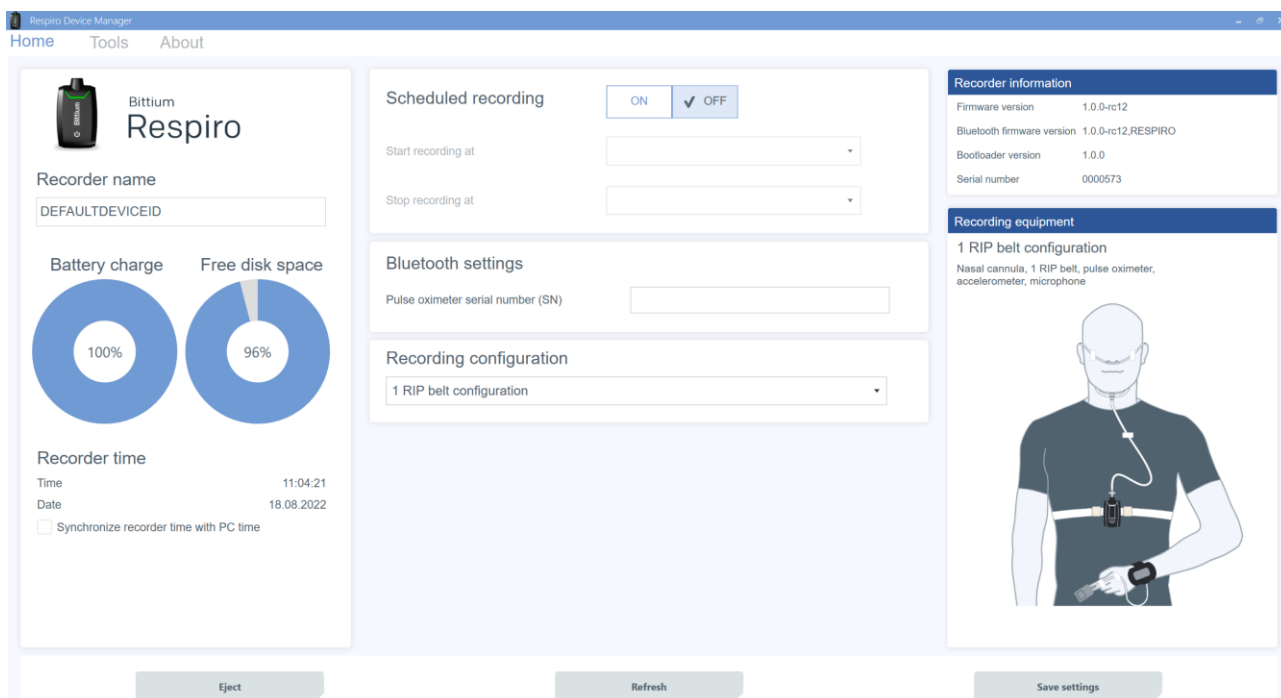 Respiro Device Manager
Home Tools About
Bittium
Respiro
Bittium
Recorder name
DEFAULTDEVICEID
Battery charge Free disk space
100% 96%
Recorder time
Time 11:04:21
Date 18.08.2022
Synchronize recorder time with PC time
Scheduled recording ON OFF
Start recording at
Stop recording at
Bluetooth settings
Pulse oximeter serial number (SN)
Recording configuration
1 RIP belt configuration
Recorder information
Firmware version 1.0.0-rc12
Bluetooth firmware version 1.0.0-rc12,RESPIRO
Bootloader version 1.0.0
Serial number 0000573
Recording equipment
1 RIP belt configuration
Nasal cannula, 1 RIP belt, pulse oximeter,
accelerometer, microphone
Eject Refresh Save settings